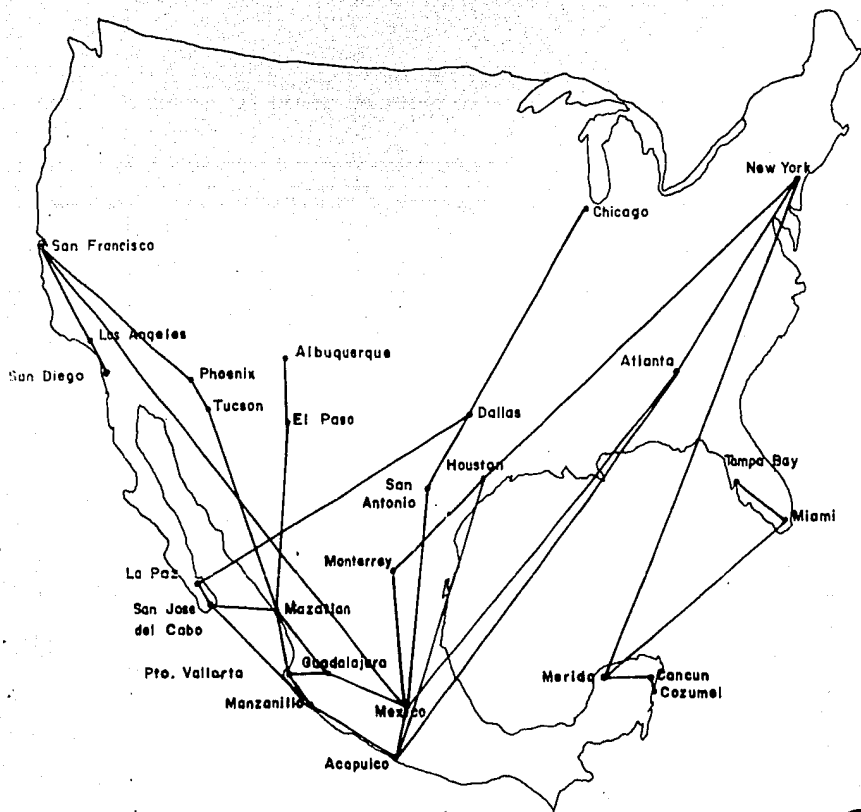 New York
Chicago
San Francisco
Los Angeles
Albuquerque
San Diego
Phoenix
Atlanta
Tucson
El Paso
Dallas
Houston
Tampa Bay
San
Antonio
Miami
Monterrey
La Paz
San Jose
del Cabo
Mazatlan
Pto. Vallarta
Guadalajara
Merida
Cancun
Cozumel
Manzanillo
Mexico
Acapulco